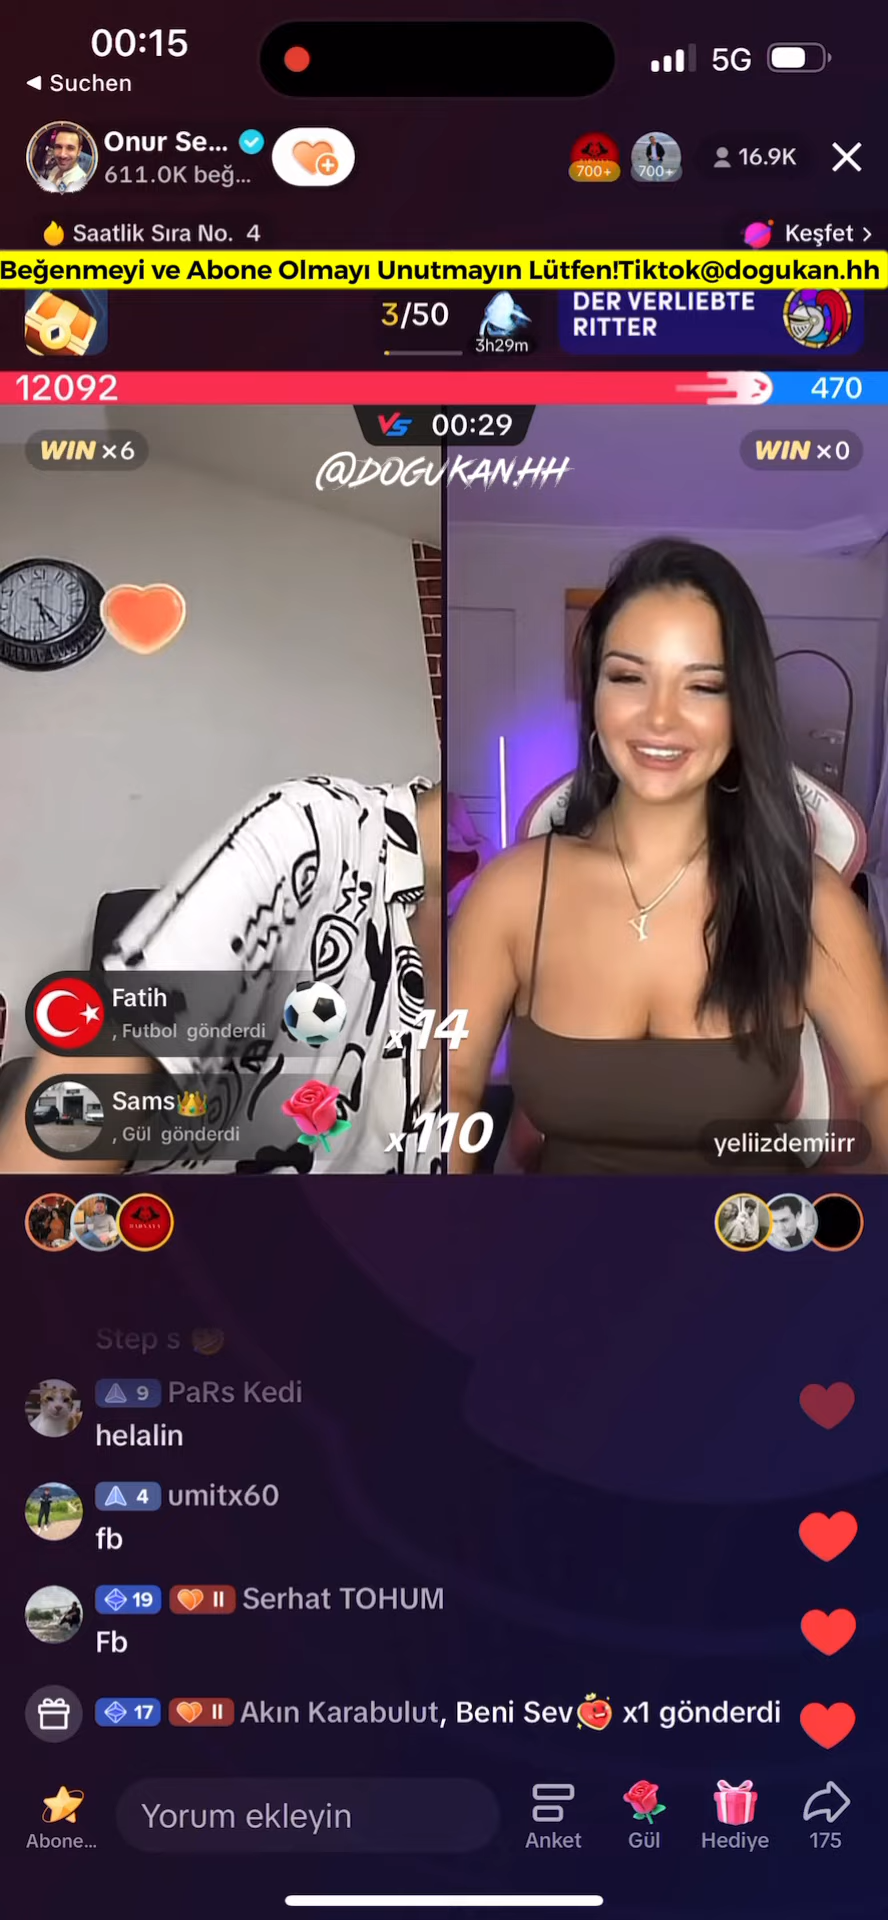 00:15
5G
◀ Suchen
Onur Se...
611.0K beğ...
700+
700+
16.9K
Saatlik Sıra No. 4
Keşfet >
Beğenmeyi ve Abone Olmayı Unutmayın Lütfen!Tiktok@dogukan.hh
3/50
3h29m
DER VERLIEBTE
RITTER
12092
470
VS 00:29
WIN x6
WIN x0
@DOGUKAN.HH
Y
Fatih
, Futbol gönderdi
x14
Sams
, Gül gönderdi
x110
yeliizdemiirr
Step s
9 PaRs Kedi
helalin
4 umitx60
fb
19 II Serhat TOHUM
Fb
17 II Akın Karabulut, Beni Sev x1 gönderdi
Yorum ekleyin
Abone...
Anket
Gül
Hediye
175